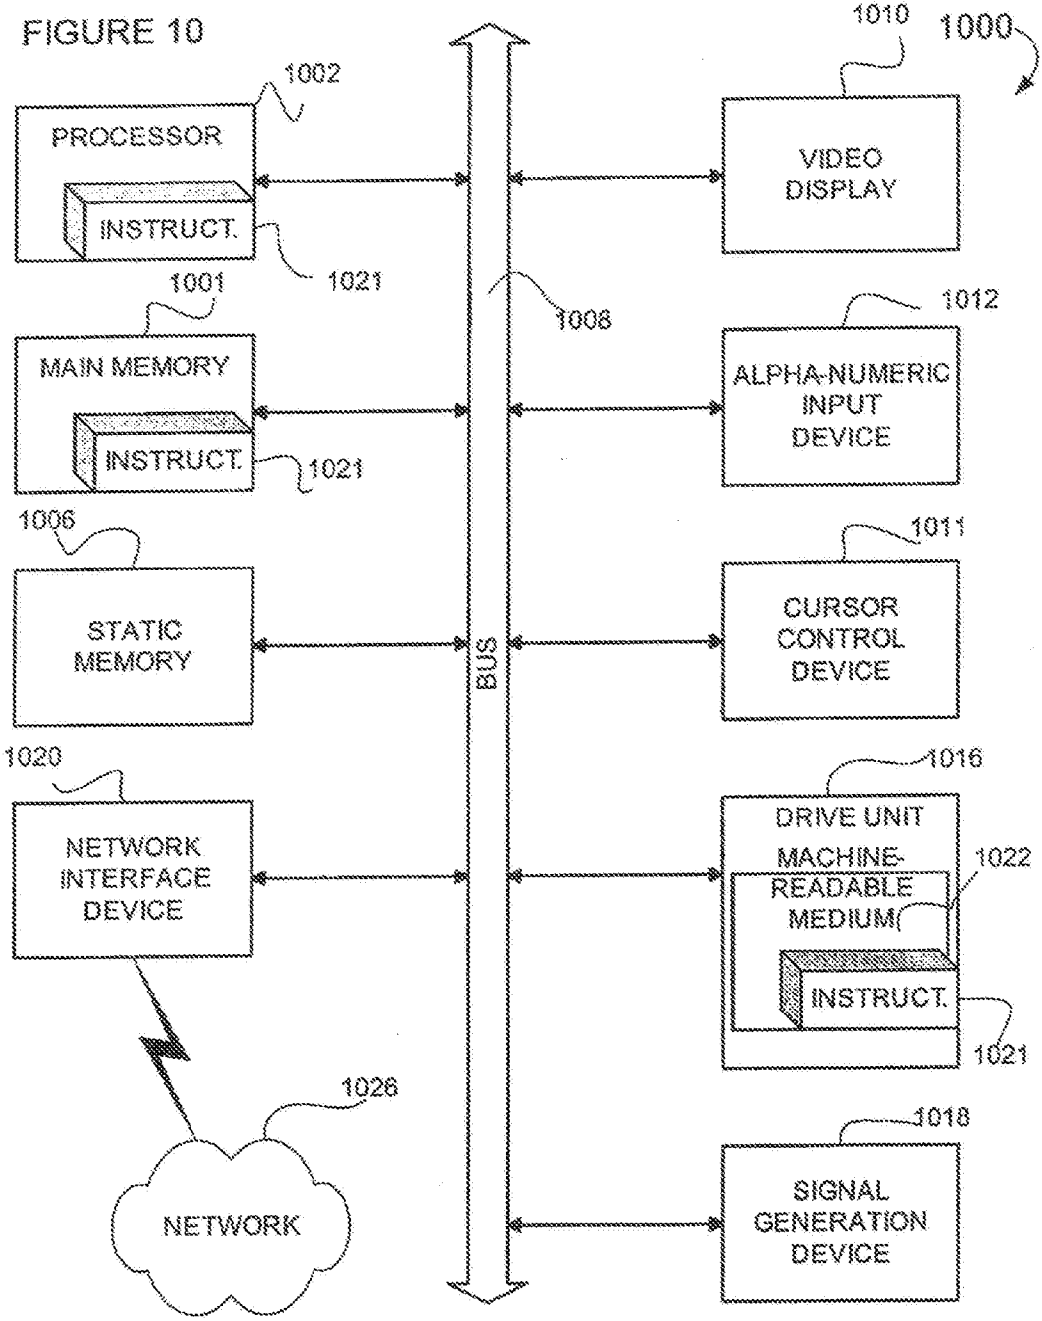 FIGURE 10
1000
1002
PROCESSOR
INSTRUCT.
1021
1001
MAIN MEMORY
INSTRUCT.
1021
1006
STATIC
MEMORY
1020
NETWORK
INTERFACE
DEVICE
1026
NETWORK
1008
BUS
1010
VIDEO
DISPLAY
1012
ALPHA-NUMERIC
INPUT
DEVICE
1011
CURSOR
CONTROL
DEVICE
1016
DRIVE UNIT
MACHINE-
READABLE
MEDIUM
1022
INSTRUCT.
1021
1018
SIGNAL
GENERATION
DEVICE